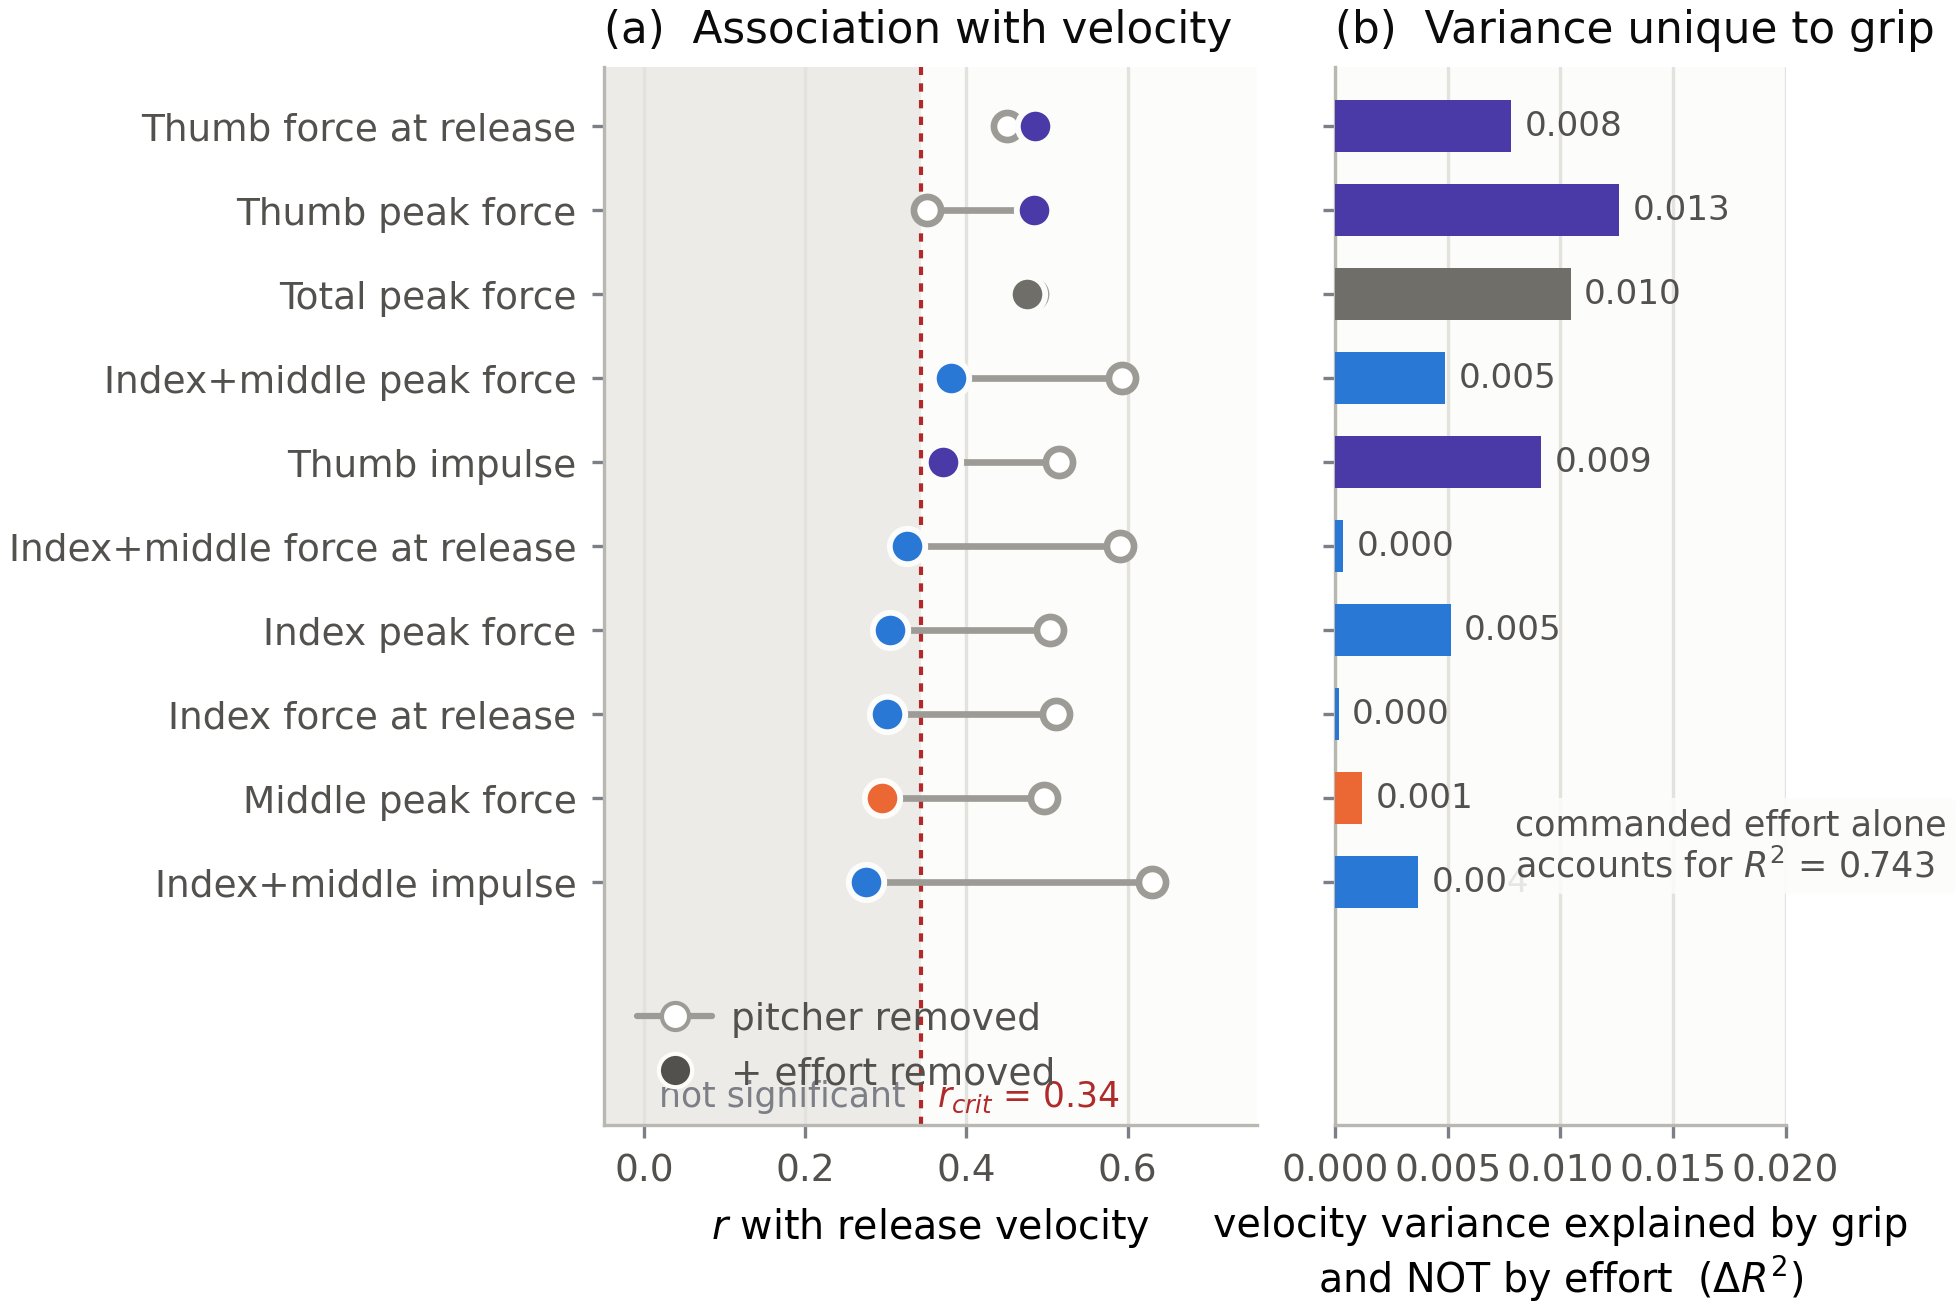 (a)  Association with velocity
(b)  Variance unique to grip
Thumb force at release
0.008
Thumb peak force
0.013
Total peak force
0.010
Index+middle peak force
0.005
Thumb impulse
0.009
Index+middle force at release
0.000
Index peak force
0.005
Index force at release
0.000
Middle peak force
0.001
commanded effort alone
accounts for R² = 0.743
Index+middle impulse
0.004
pitcher removed
+ effort removed
not significant
r_crit = 0.34
0.0 0.2 0.4 0.6
0.000 0.005 0.010 0.015 0.020
r with release velocity
velocity variance explained by grip
and NOT by effort  (ΔR²)